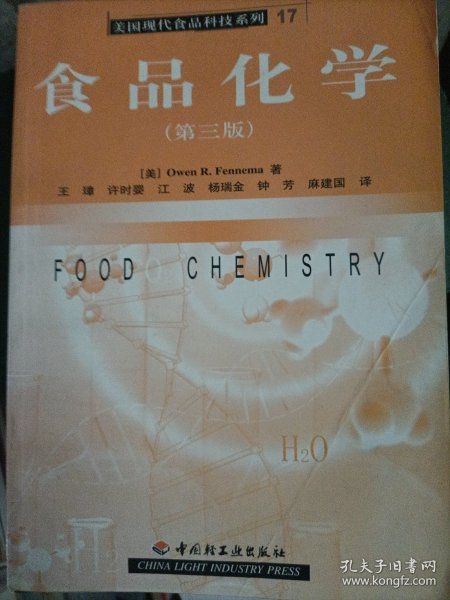 美国现代食品科技系列 17
食品化学
(第三版)
[美] Owen R. Fennema 著
王璋 许时婴 江波 杨瑞金 钟芳 麻建国 译
FOOD CHEMISTRY
H₂O
中国轻工业出版社
CHINA LIGHT INDUSTRY PRESS
孔夫子旧书网
www.kongfz.com